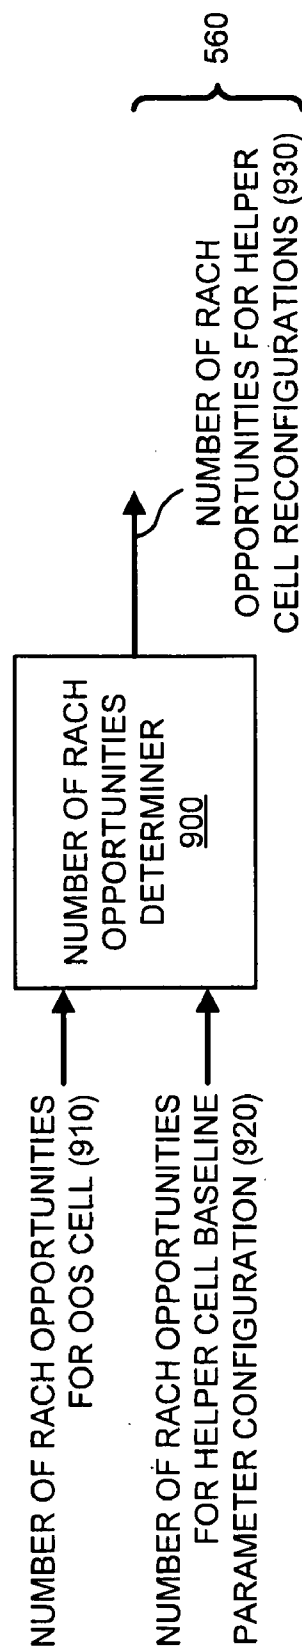 NUMBER OF RACH OPPORTUNITIES
FOR OOS CELL (910)
NUMBER OF RACH OPPORTUNITIES
FOR HELPER CELL BASELINE
PARAMETER CONFIGURATION (920)
NUMBER OF RACH
OPPORTUNITIES
DETERMINER
900
NUMBER OF RACH
OPPORTUNITIES FOR HELPER
CELL RECONFIGURATIONS (930)
560